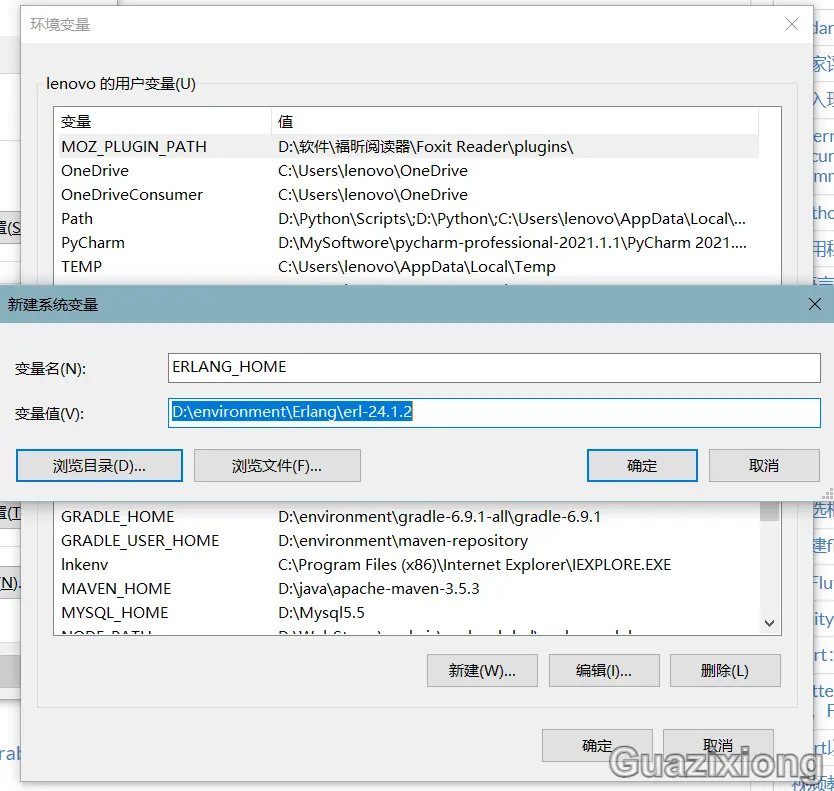 环境变量
lenovo 的用户变量(U)
变量 值
MOZ_PLUGIN_PATH D:\软件\福昕阅读器\Foxit Reader\plugins\
OneDrive C:\Users\lenovo\OneDrive
OneDriveConsumer C:\Users\lenovo\OneDrive
Path D:\Python\Scripts\;D:\Python\;C:\Users\lenovo\AppData\Local\...
PyCharm D:\MySoftwore\pycharm-professional-2021.1.1\PyCharm 2021....
TEMP C:\Users\lenovo\AppData\Local\Temp
新建系统变量
变量名(N): ERLANG_HOME
变量值(V): D:\environment\Erlang\erl-24.1.2
浏览目录(D)... 浏览文件(F)... 确定 取消
GRADLE_HOME D:\environment\gradle-6.9.1-all\gradle-6.9.1
GRADLE_USER_HOME D:\environment\maven-repository
lnkenv C:\Program Files (x86)\Internet Explorer\IEXPLORE.EXE
MAVEN_HOME D:\java\apache-maven-3.5.3
MYSQL_HOME D:\Mysql5.5
新建(W)... 编辑(I)... 删除(L)
确定 取消
Guazixiong